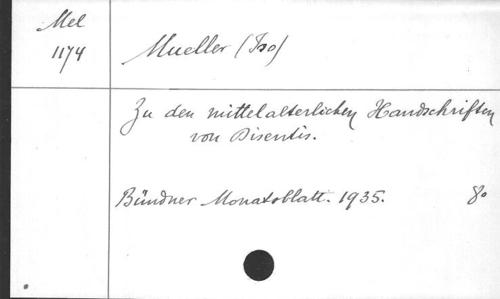 Mel
1174
Mueller (Iso)
Zu den mittelalterlichen Handschriften
von Disentis.
Bündner Monatsblatt. 1935. 8°